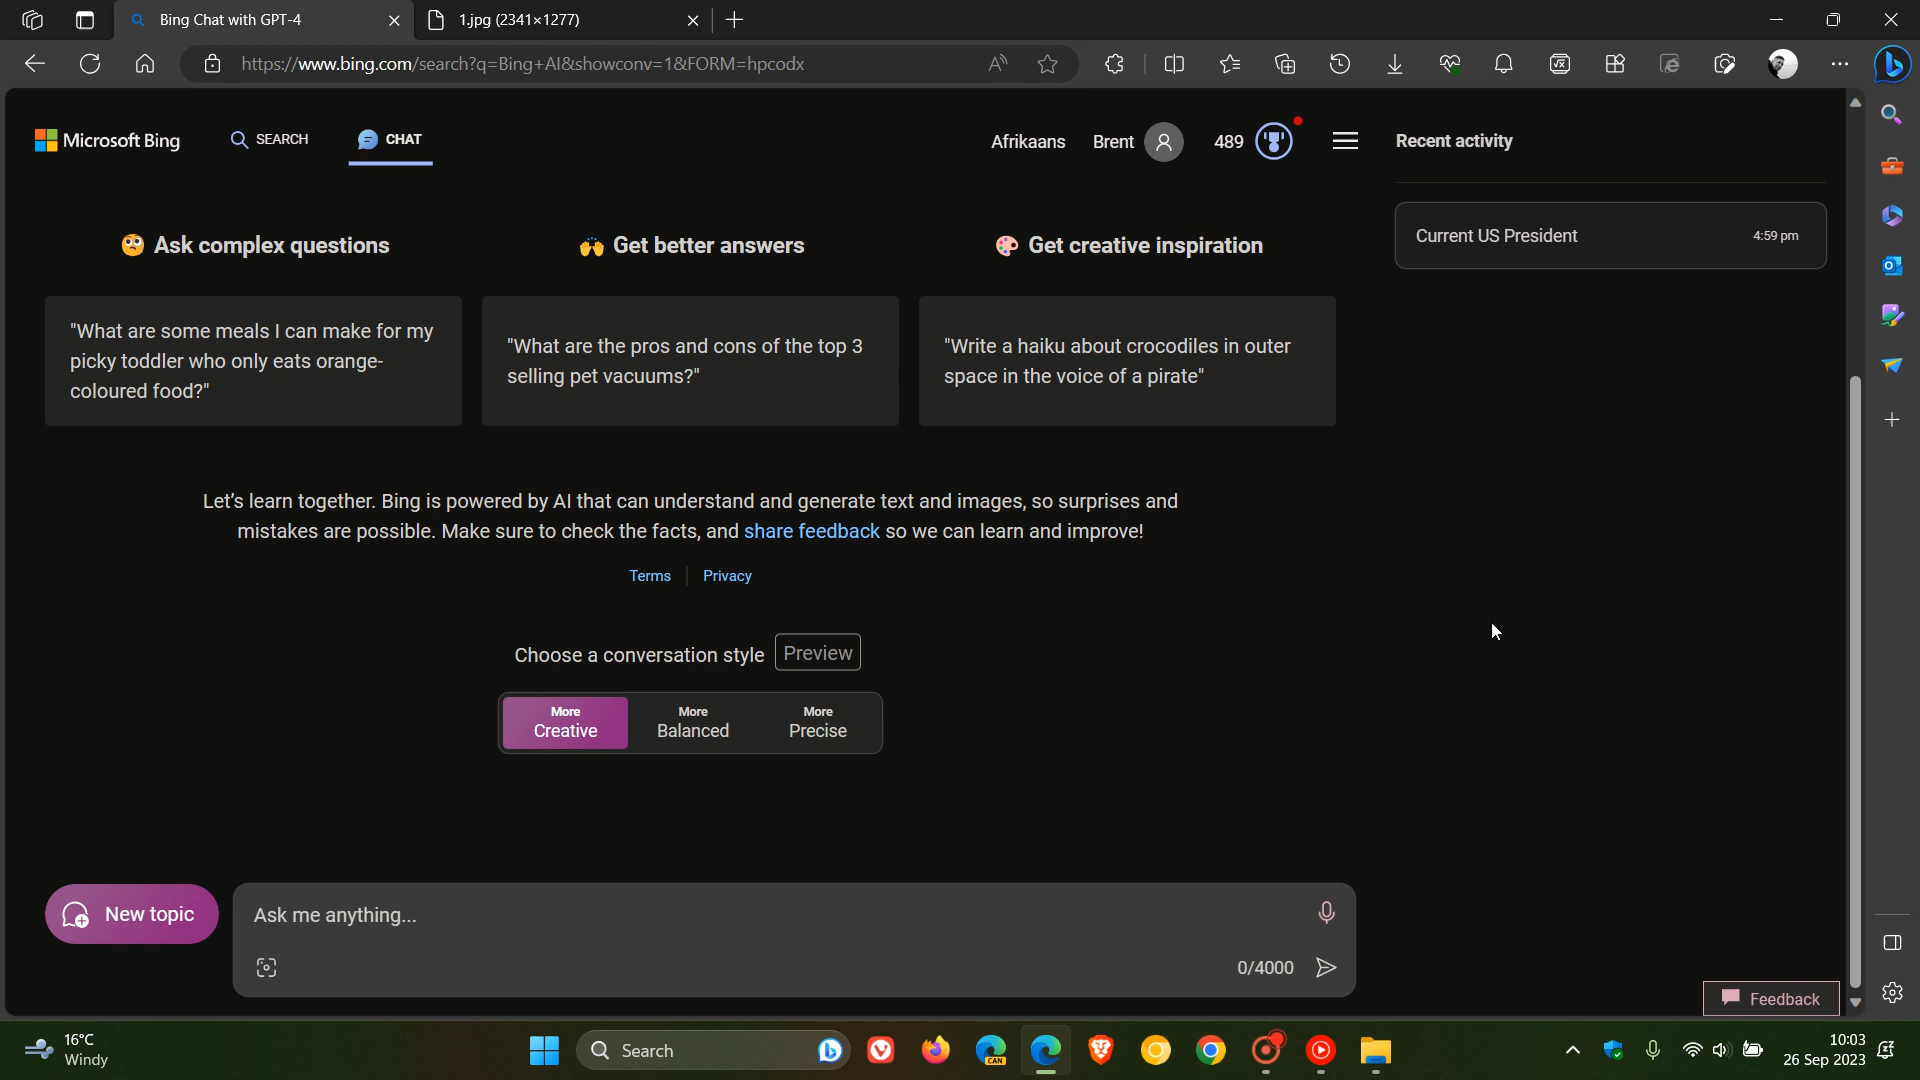 Bing Chat with GPT-4
1.jpg (2341×1277)
https://www.bing.com/search?q=Bing+AI&showconv=1&FORM=hpcodx
Microsoft Bing
SEARCH
CHAT
Afrikaans
Brent
489
Recent activity
Current US President
4:59 pm
Ask complex questions
Get better answers
Get creative inspiration
"What are some meals I can make for my
picky toddler who only eats orange-
coloured food?"
"What are the pros and cons of the top 3
selling pet vacuums?"
"Write a haiku about crocodiles in outer
space in the voice of a pirate"
Let's learn together. Bing is powered by AI that can understand and generate text and images, so surprises and
mistakes are possible. Make sure to check the facts, and share feedback so we can learn and improve!
Terms
Privacy
Choose a conversation style
Preview
More
Creative
More
Balanced
More
Precise
New topic
Ask me anything...
0/4000
Feedback
16°C
Windy
Search
CAN
10:03
26 Sep 2023